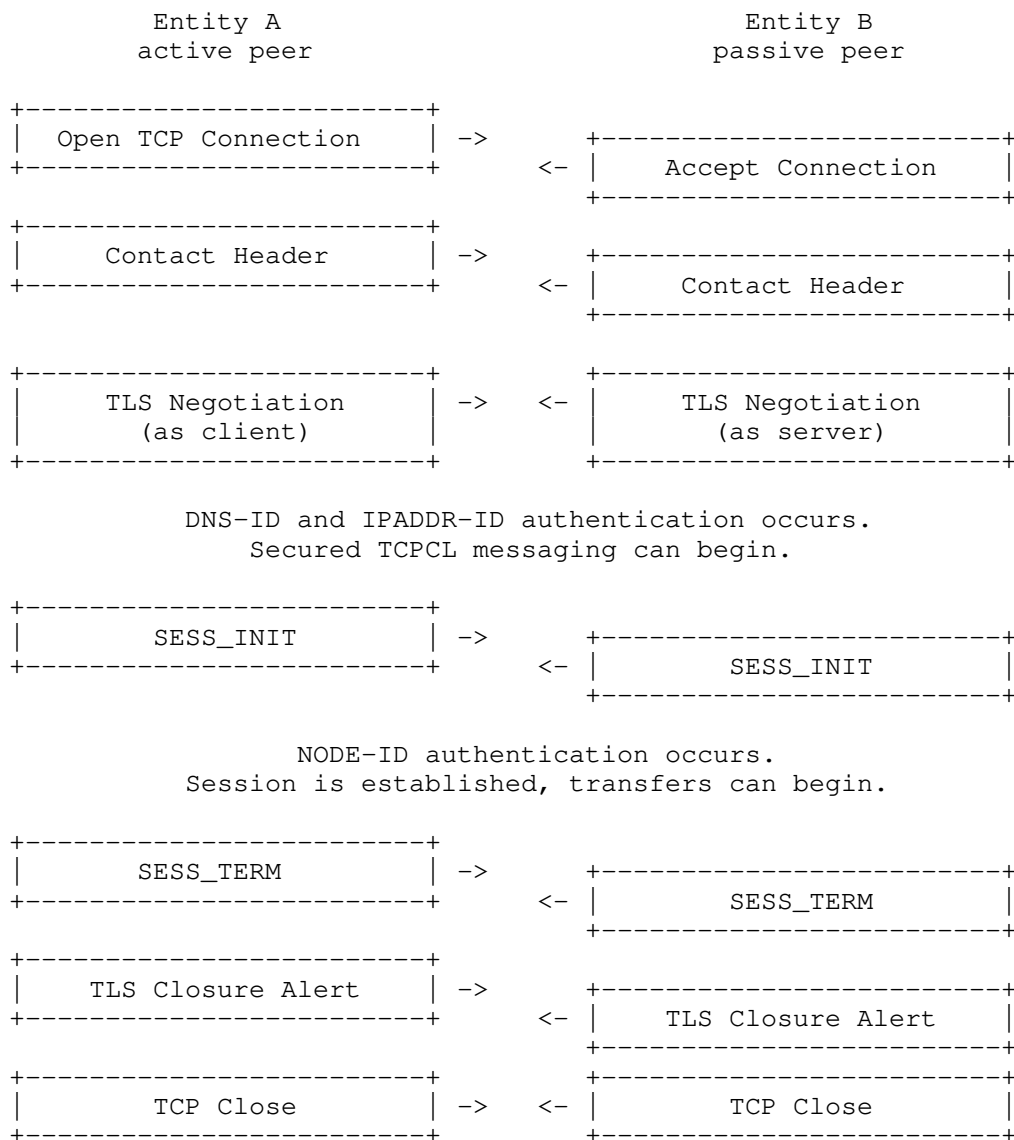 Entity A                              Entity B
active peer                           passive peer
+-------------------------+
|  Open TCP Connection    | ->      +-------------------------+
+-------------------------+      <- |    Accept Connection    |
                                    +-------------------------+
+-------------------------+
|     Contact Header      | ->      +-------------------------+
+-------------------------+      <- |     Contact Header      |
                                    +-------------------------+
+-------------------------+         +-------------------------+
|     TLS Negotiation     | ->   <- |     TLS Negotiation     |
|       (as client)       |         |       (as server)       |
+-------------------------+         +-------------------------+
DNS-ID and IPADDR-ID authentication occurs.
Secured TCPCL messaging can begin.
+-------------------------+
|        SESS_INIT        | ->      +-------------------------+
+-------------------------+      <- |        SESS_INIT        |
                                    +-------------------------+
NODE-ID authentication occurs.
Session is established, transfers can begin.
+-------------------------+
|       SESS_TERM         | ->      +-------------------------+
+-------------------------+      <- |        SESS_TERM        |
                                    +-------------------------+
+-------------------------+
|    TLS Closure Alert    | ->      +-------------------------+
+-------------------------+      <- |    TLS Closure Alert    |
                                    +-------------------------+
+-------------------------+         +-------------------------+
|        TCP Close        | ->   <- |        TCP Close        |
+-------------------------+         +-------------------------+